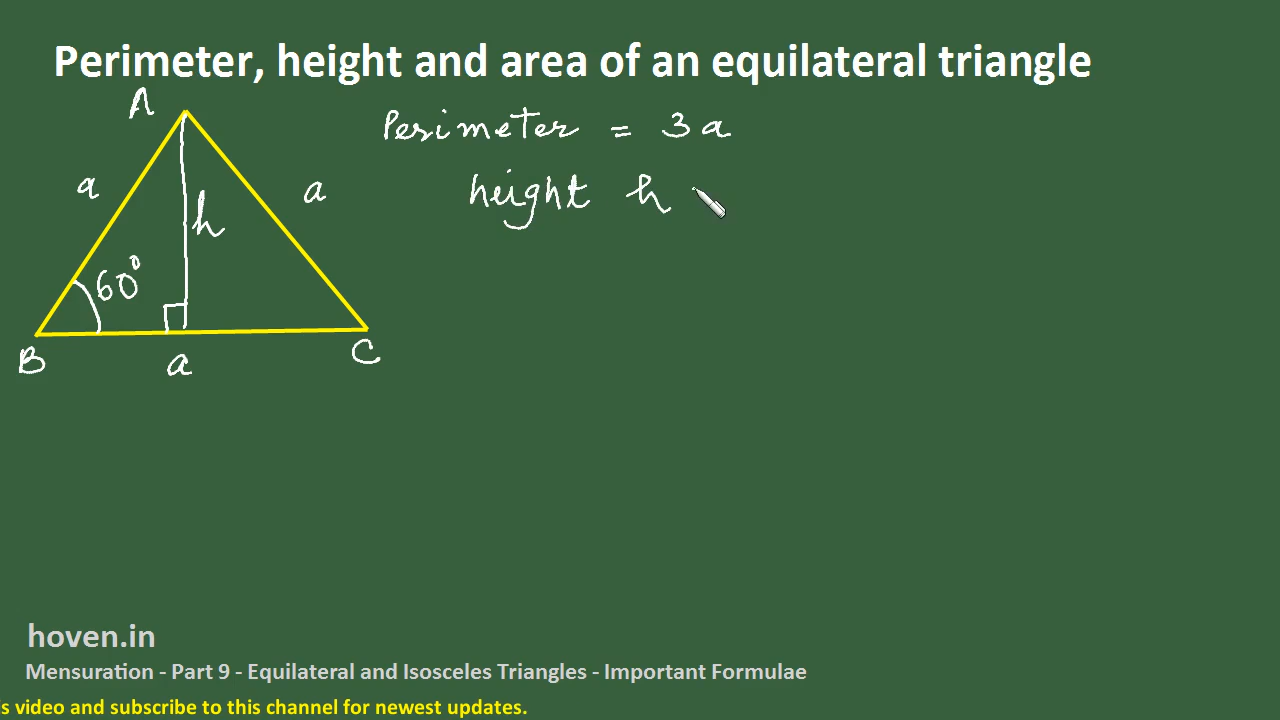 Perimeter, height and area of an equilateral triangle
A
Perimeter = 3a
a
a
height h
h
60°
B
a
C
hoven.in
Mensuration - Part 9 - Equilateral and Isosceles Triangles - Important Formulae
s video and subscribe to this channel for newest updates.